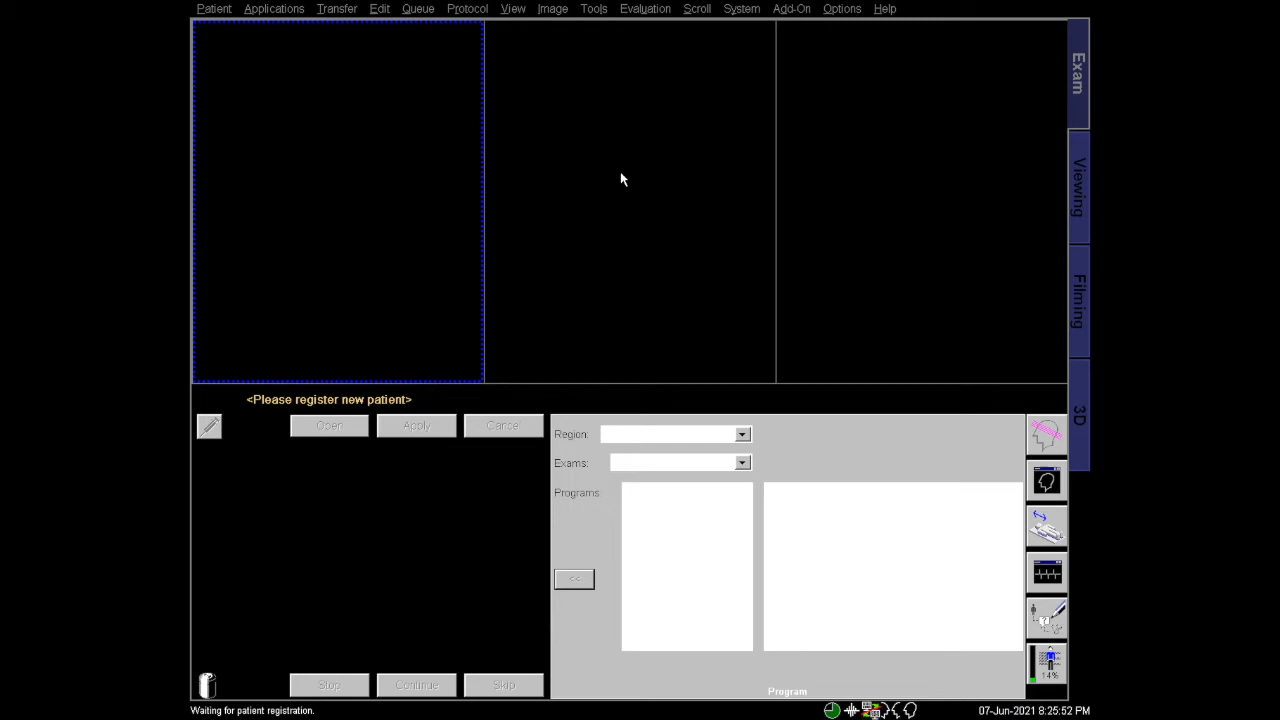 Patient Applications Transfer Edit Queue Protocol View Image Tools Evaluation Scroll System Add-On Options Help
Exam
Viewing
Filming
3D
<Please register new patient>
Open Apply Cancel
Region:
Exams:
Programs
<<
14%
Stop Continue Skip
Program
Waiting for patient registration.
07-Jun-2021 8:25:52 PM